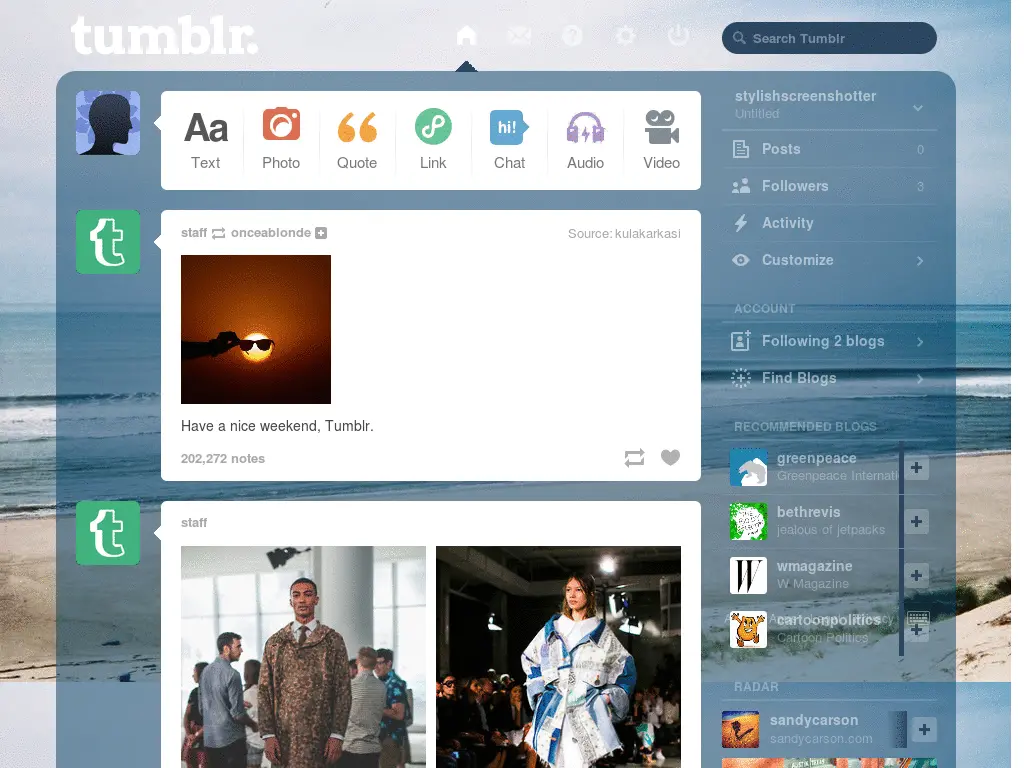 tumblr.
Search Tumblr
Aa
hi!
Text Photo Quote Link Chat Audio Video
staff onceablonde
Source: kulakarkasi
Have a nice weekend, Tumblr.
202,272 notes
staff
stylishscreenshotter
Untitled
Posts 0
Followers 3
Activity
Customize
ACCOUNT
Following 2 blogs
Find Blogs
RECOMMENDED BLOGS
greenpeace
Greenpeace Internati
bethrevis
jealous of jetpacks
W
wmagazine
W Magazine
cartoonpolitics
Cartoon Politics
RADAR
sandycarson
sandycarson.com